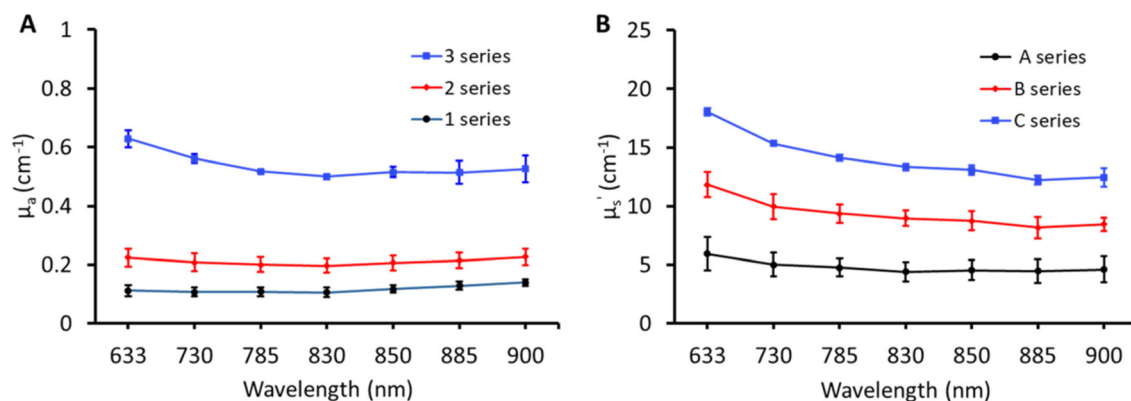 A
1
0.8
0.6
0.4
0.2
0
μa (cm⁻¹)
3 series
2 series
1 series
633 730 785 830 850 885 900
Wavelength (nm)
B
25
20
15
10
5
0
μs' (cm⁻¹)
A series
B series
C series
633 730 785 830 850 885 900
Wavelength (nm)